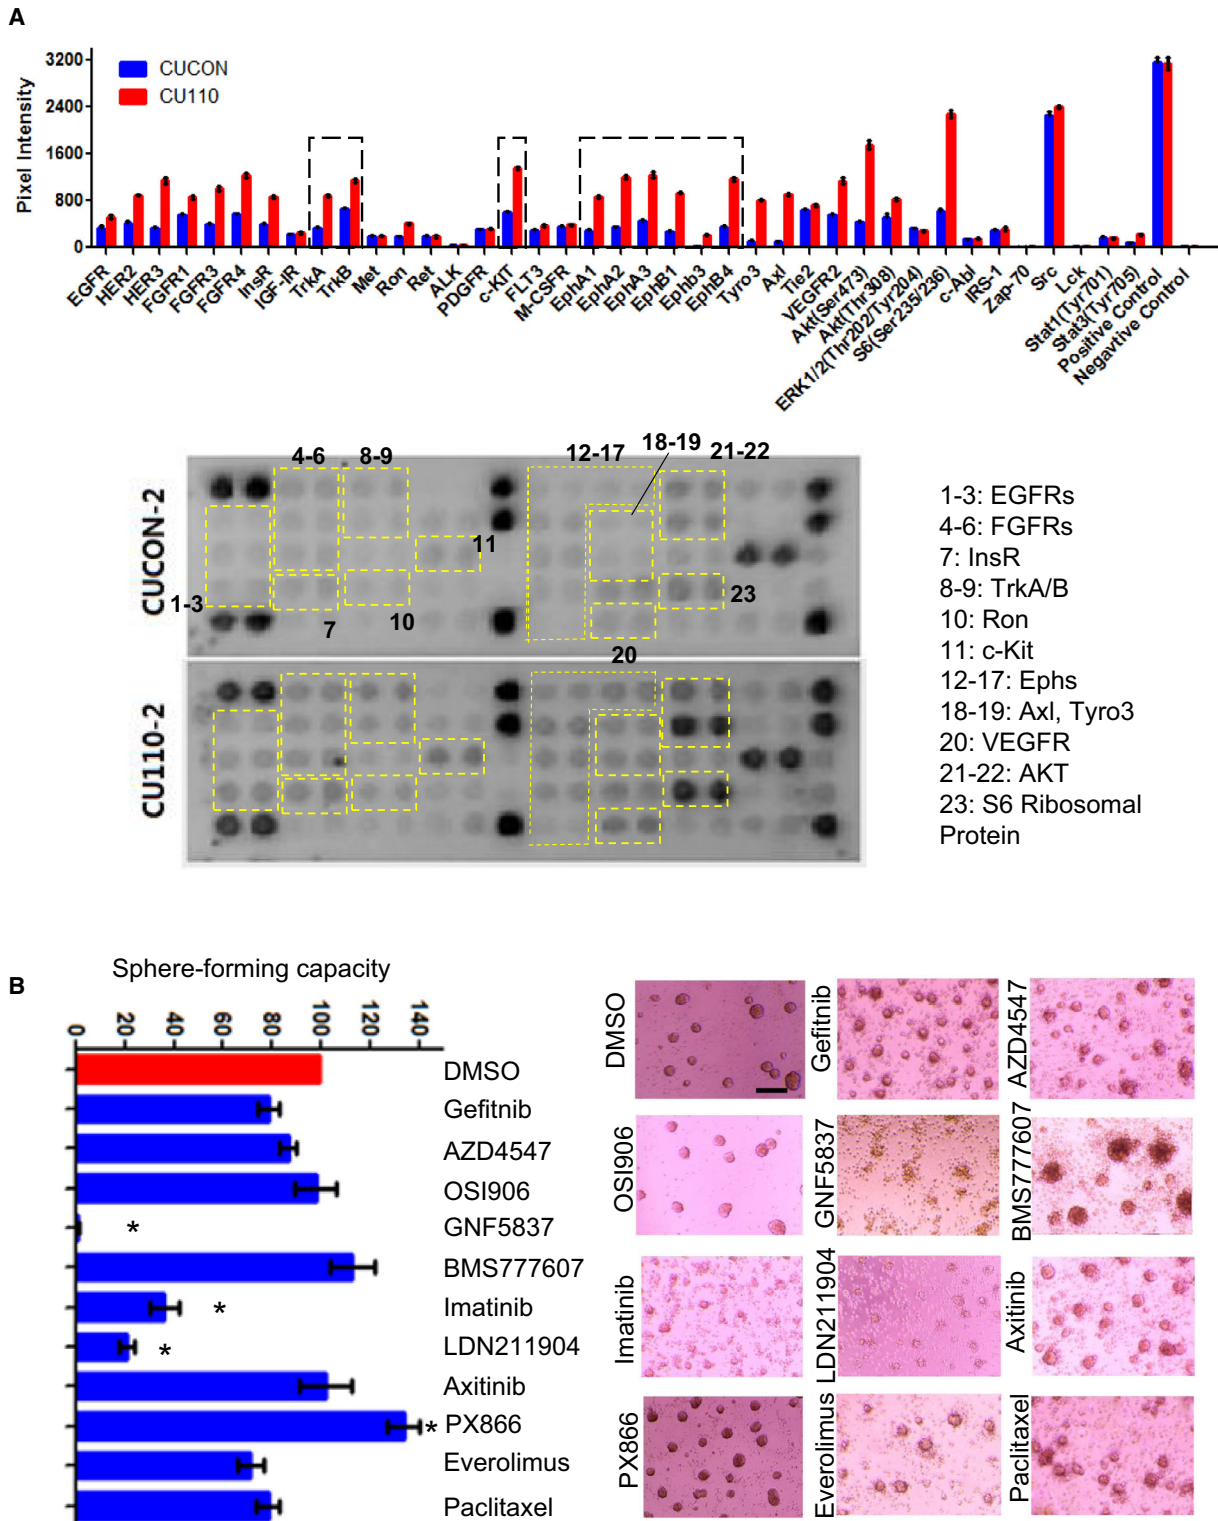 A
3200
2400
1600
800
0
Pixel Intensity
CUCON
CU110
EGFR
HER2
HER3
FGFR1
FGFR3
FGFR4
InsR
IGF-IR
TrkA
TrkB
Met
Ron
Ret
ALK
PDGFR
c-KIT
FLT3
M-CSFR
EphA1
EphA2
EphA3
EphB1
Ephb3
EphB4
Tyro3
Axl
Tie2
VEGFR2
Akt(Ser473)
Akt(Thr308)
ERK1/2(Thr202/Tyr204)
S6(Ser235/236)
c-Abl
IRS-1
Zap-70
Src
Lck
Stat1(Tyr701)
Stat3(Tyr705)
Positive Control
Negavtive Control
CUCON-2
4-6
8-9
12-17
18-19
21-22
11
1-3
7
10
23
20
CU110-2
1-3: EGFRs
4-6: FGFRs
7: InsR
8-9: TrkA/B
10: Ron
11: c-Kit
12-17: Ephs
18-19: Axl, Tyro3
20: VEGFR
21-22: AKT
23: S6 Ribosomal
Protein
B
Sphere-forming capacity
0
20
40
60
80
100
120
140
DMSO
Gefitnib
AZD4547
OSI906
GNF5837
*
BMS777607
Imatinib
*
LDN211904
*
Axitinib
PX866
*
Everolimus
Paclitaxel
DMSO
Gefitnib
AZD4547
OSI906
GNF5837
BMS777607
Imatinib
LDN211904
Axitinib
PX866
Everolimus
Paclitaxel